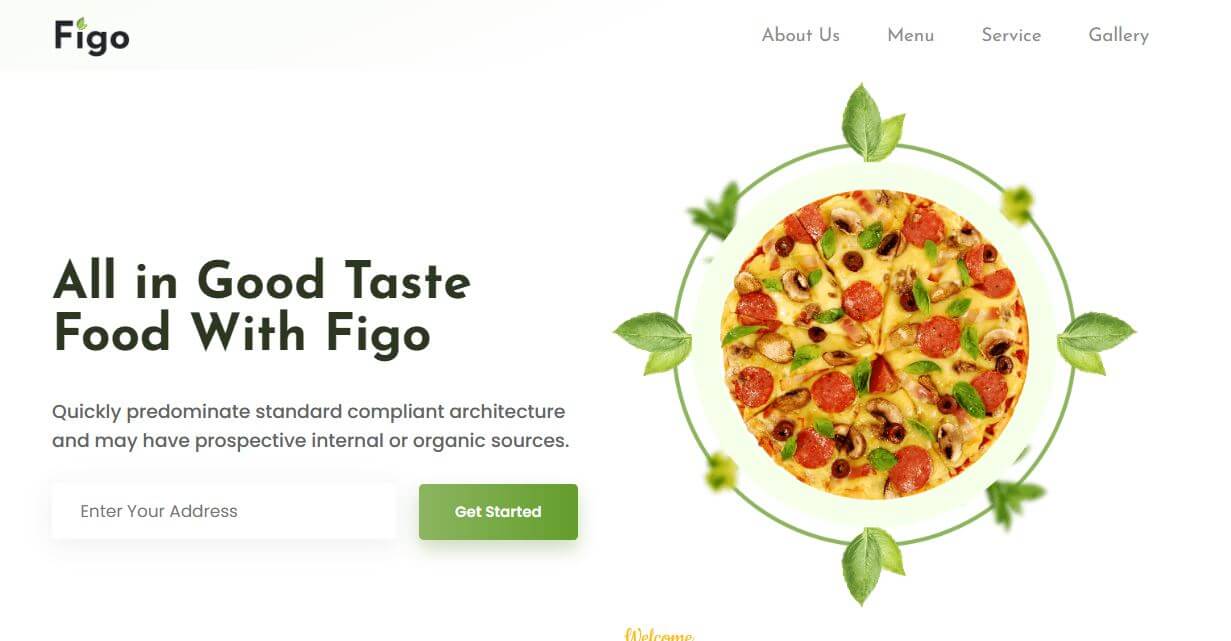 Figo
About Us
Menu
Service
Gallery
All in Good Taste
Food With Figo
Quickly predominate standard compliant architecture
and may have prospective internal or organic sources.
Enter Your Address
Get Started
Welcome